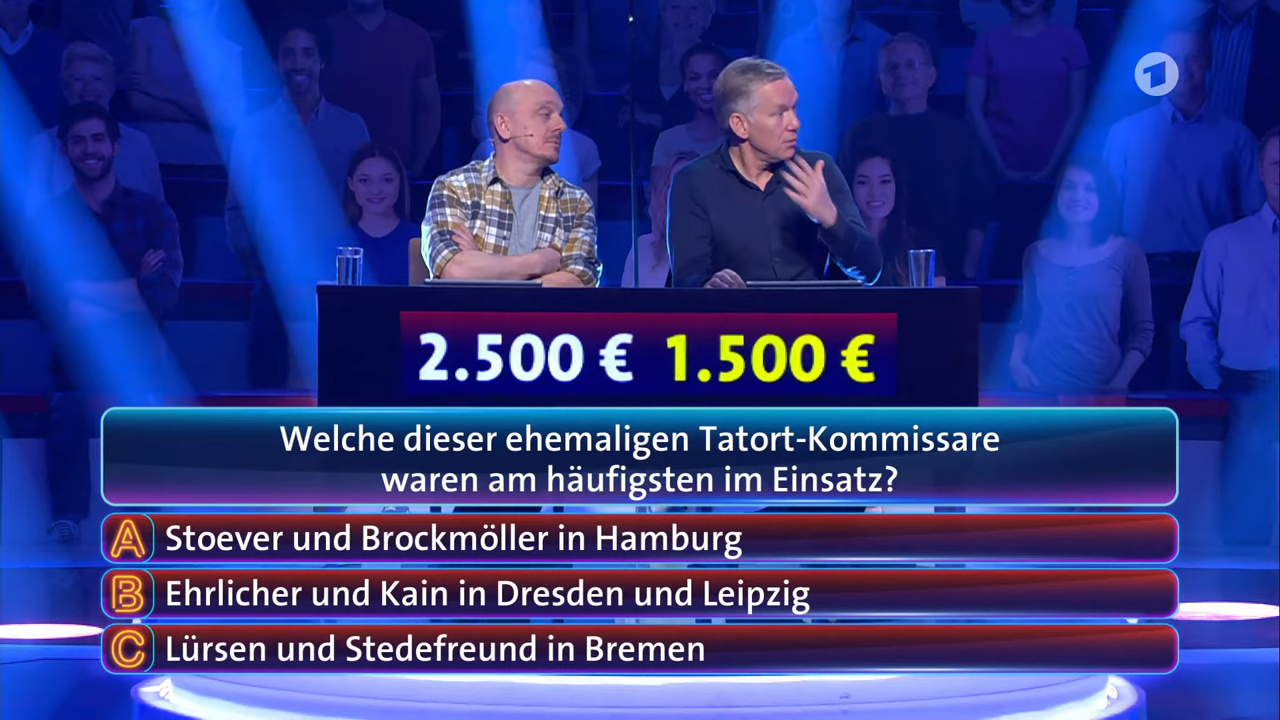 1
2.500 € 1.500 €
Welche dieser ehemaligen Tatort-Kommissare
waren am häufigsten im Einsatz?
A Stoever und Brockmöller in Hamburg
B Ehrlicher und Kain in Dresden und Leipzig
C Lürsen und Stedefreund in Bremen